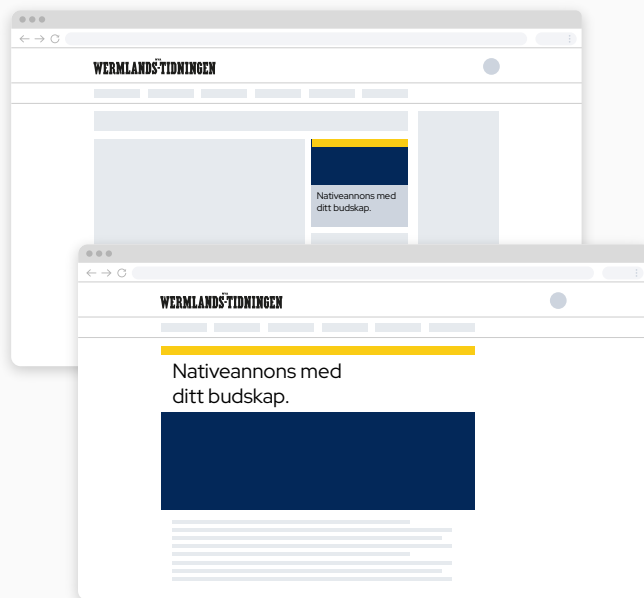 WERMLANDS-TIDNINGEN
Nativeannons med
ditt budskap.
WERMLANDS-TIDNINGEN
Nativeannons med
ditt budskap.